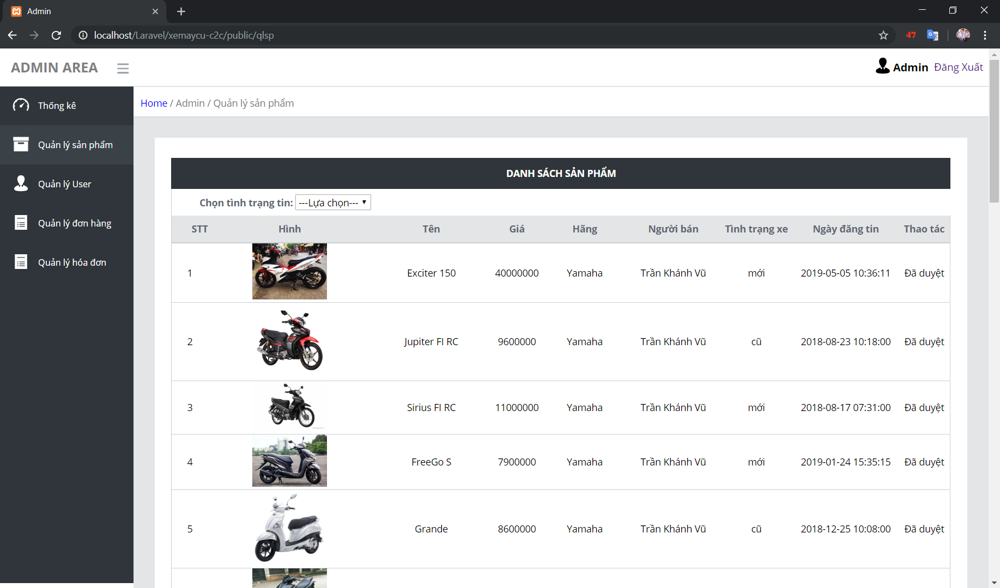 Admin
localhost/Laravel/xemaycu-c2c/public/qlsp
47
ADMIN AREA
Admin Đăng Xuất
Thống kê
Quản lý sản phẩm
Quản lý User
Quản lý đơn hàng
Quản lý hóa đơn
Home / Admin / Quản lý sản phẩm
DANH SÁCH SẢN PHẨM
Chọn tình trạng tin: ---Lựa chọn---
STT Hình Tên Giá Hãng Người bán Tình trạng xe Ngày đăng tin Thao tác
1 Exciter 150 40000000 Yamaha Trần Khánh Vũ mới 2019-05-05 10:36:11 Đã duyệt
2 Jupiter FI RC 9600000 Yamaha Trần Khánh Vũ cũ 2018-08-23 10:18:00 Đã duyệt
3 Sirius FI RC 11000000 Yamaha Trần Khánh Vũ mới 2018-08-17 07:31:00 Đã duyệt
4 FreeGo S 7900000 Yamaha Trần Khánh Vũ mới 2019-01-24 15:35:15 Đã duyệt
5 Grande 8600000 Yamaha Trần Khánh Vũ cũ 2018-12-25 10:08:00 Đã duyệt